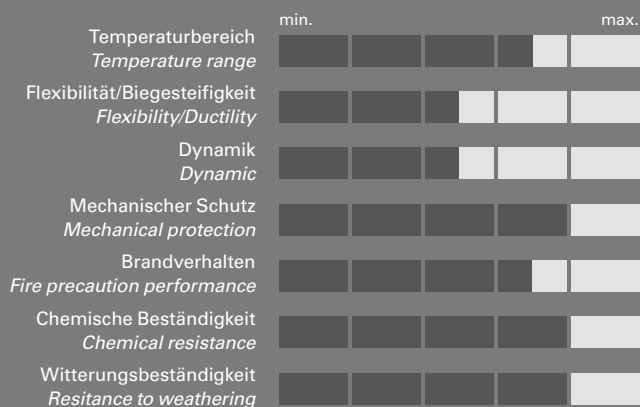 min. max.
Temperaturbereich
Temperature range
Flexibilität/Biegesteifigkeit
Flexibility/Ductility
Dynamik
Dynamic
Mechanischer Schutz
Mechanical protection
Brandverhalten
Fire precaution performance
Chemische Beständigkeit
Chemical resistance
Witterungsbeständigkeit
Resitance to weathering